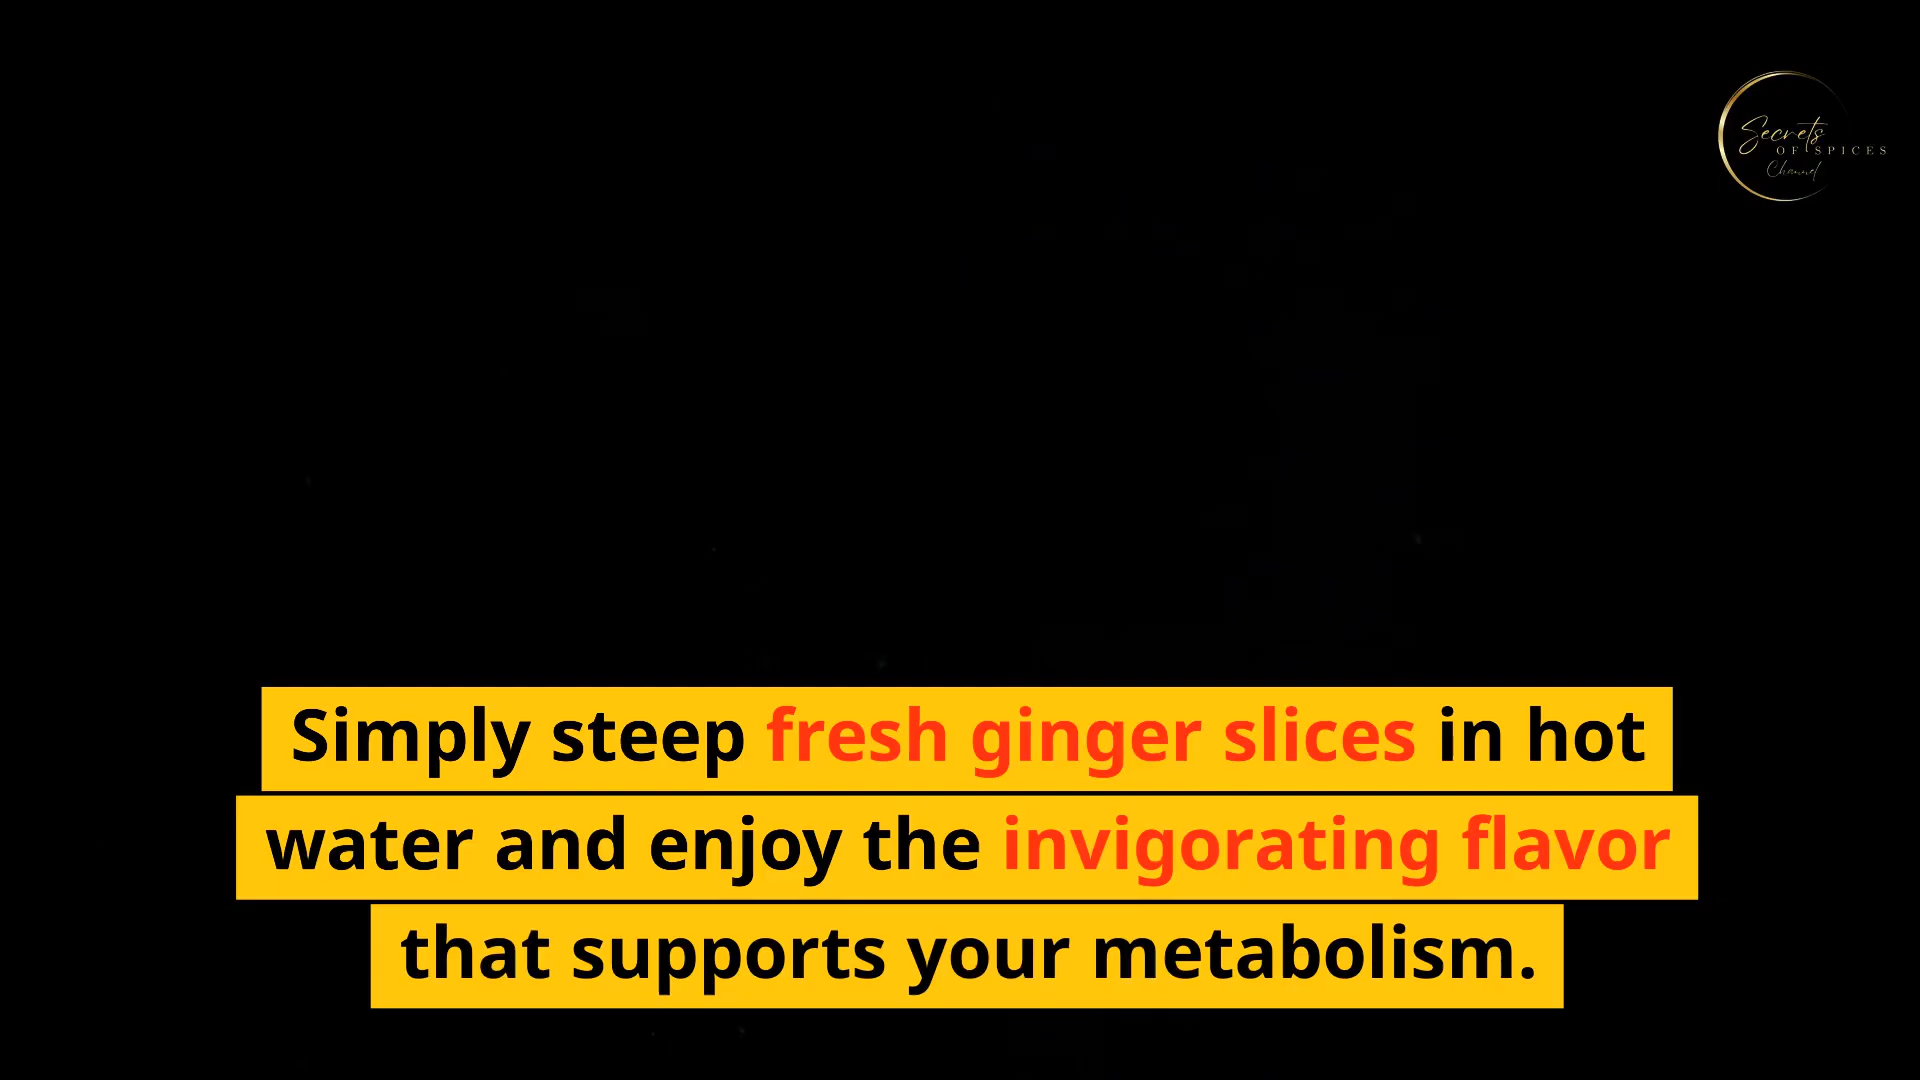 Secrets
OF SPICES
Channel
Simply steep fresh ginger slices in hot
water and enjoy the invigorating flavor
that supports your metabolism.